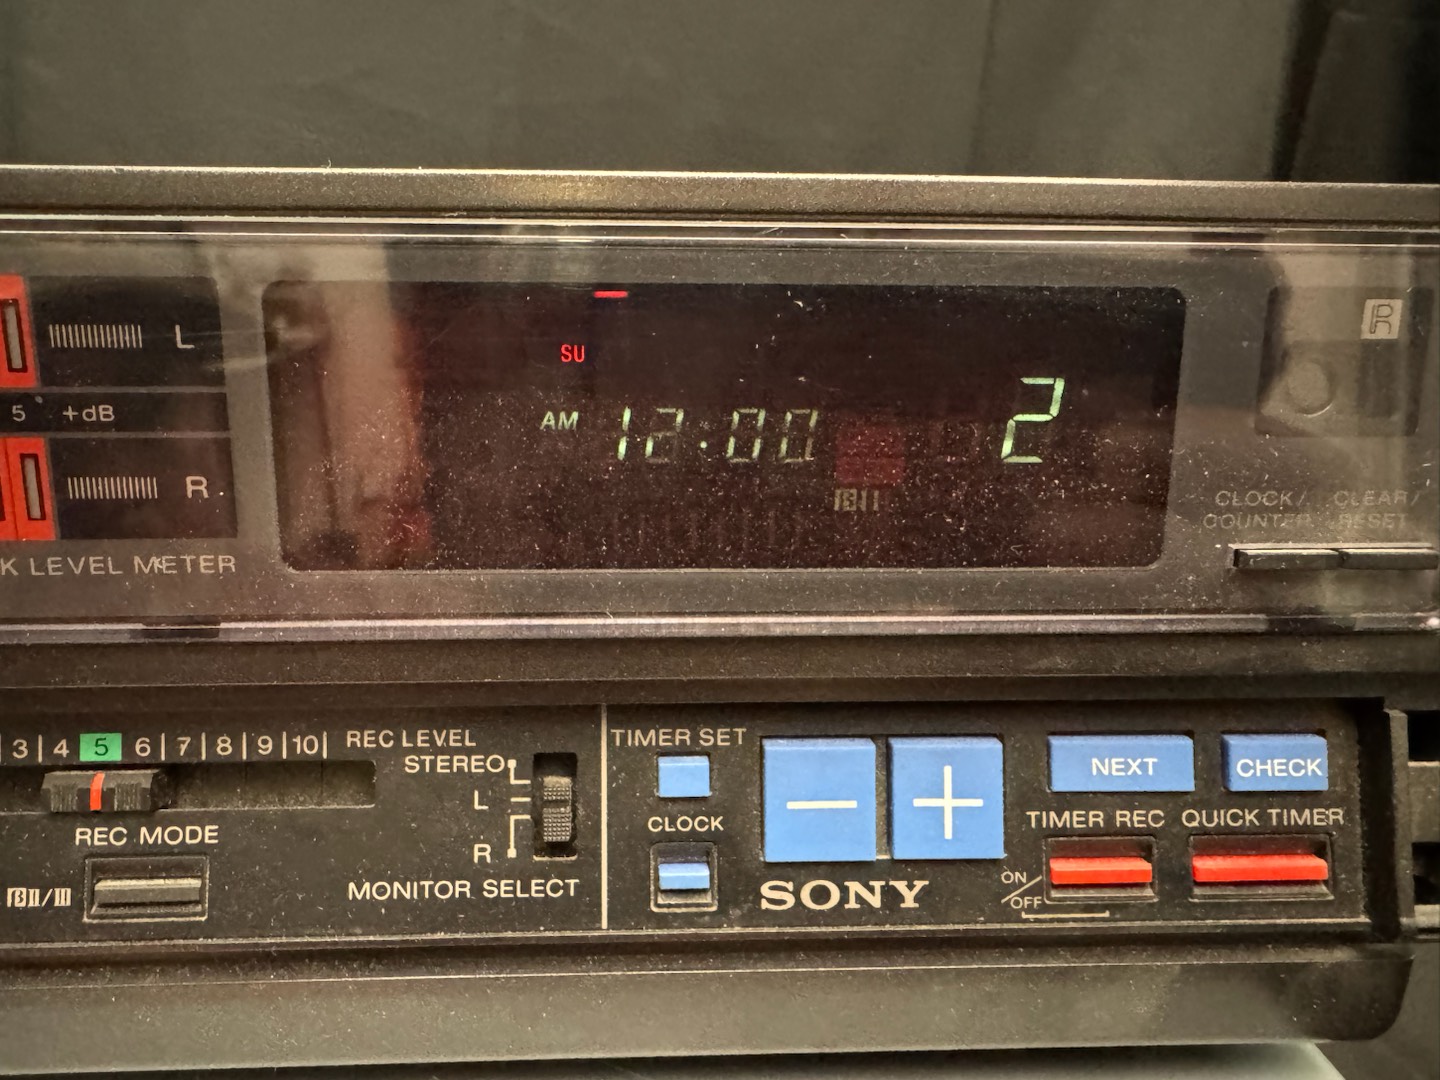 L
5 +dB
R
K LEVEL METER
SU
AM 12:00 2
βII
R
CLOCK/ CLEAR/
COUNTER RESET
3 4 5 6 7 8 9 10 REC LEVEL
STEREO
L
R
MONITOR SELECT
REC MODE
βII/III
TIMER SET
CLOCK
− +
SONY
NEXT CHECK
TIMER REC QUICK TIMER
ON
/OFF